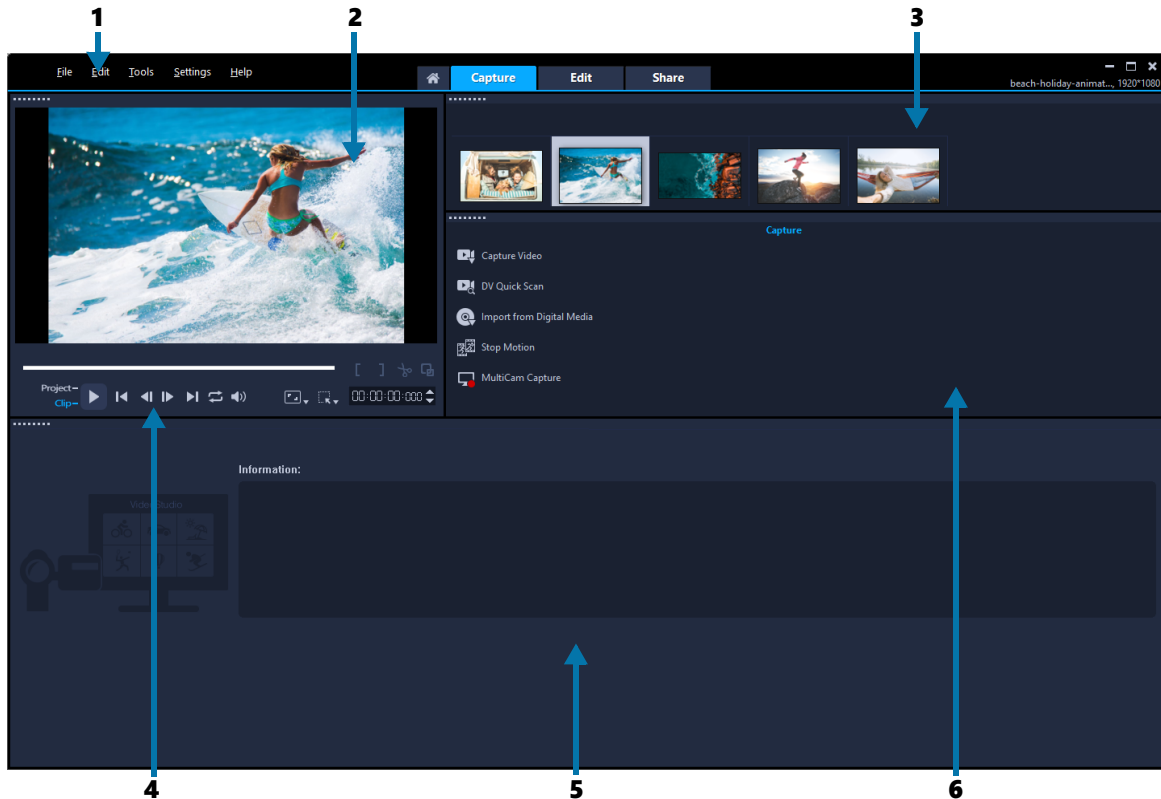 1 2 3
File Edit Tools Settings Help
Capture Edit Share
beach-holiday-animat..., 1920*1080
Capture
Capture Video
DV Quick Scan
Import from Digital Media
Stop Motion
MultiCam Capture
Project-
Clip-
00:00:00:000
Information:
VideoStudio
4 5 6